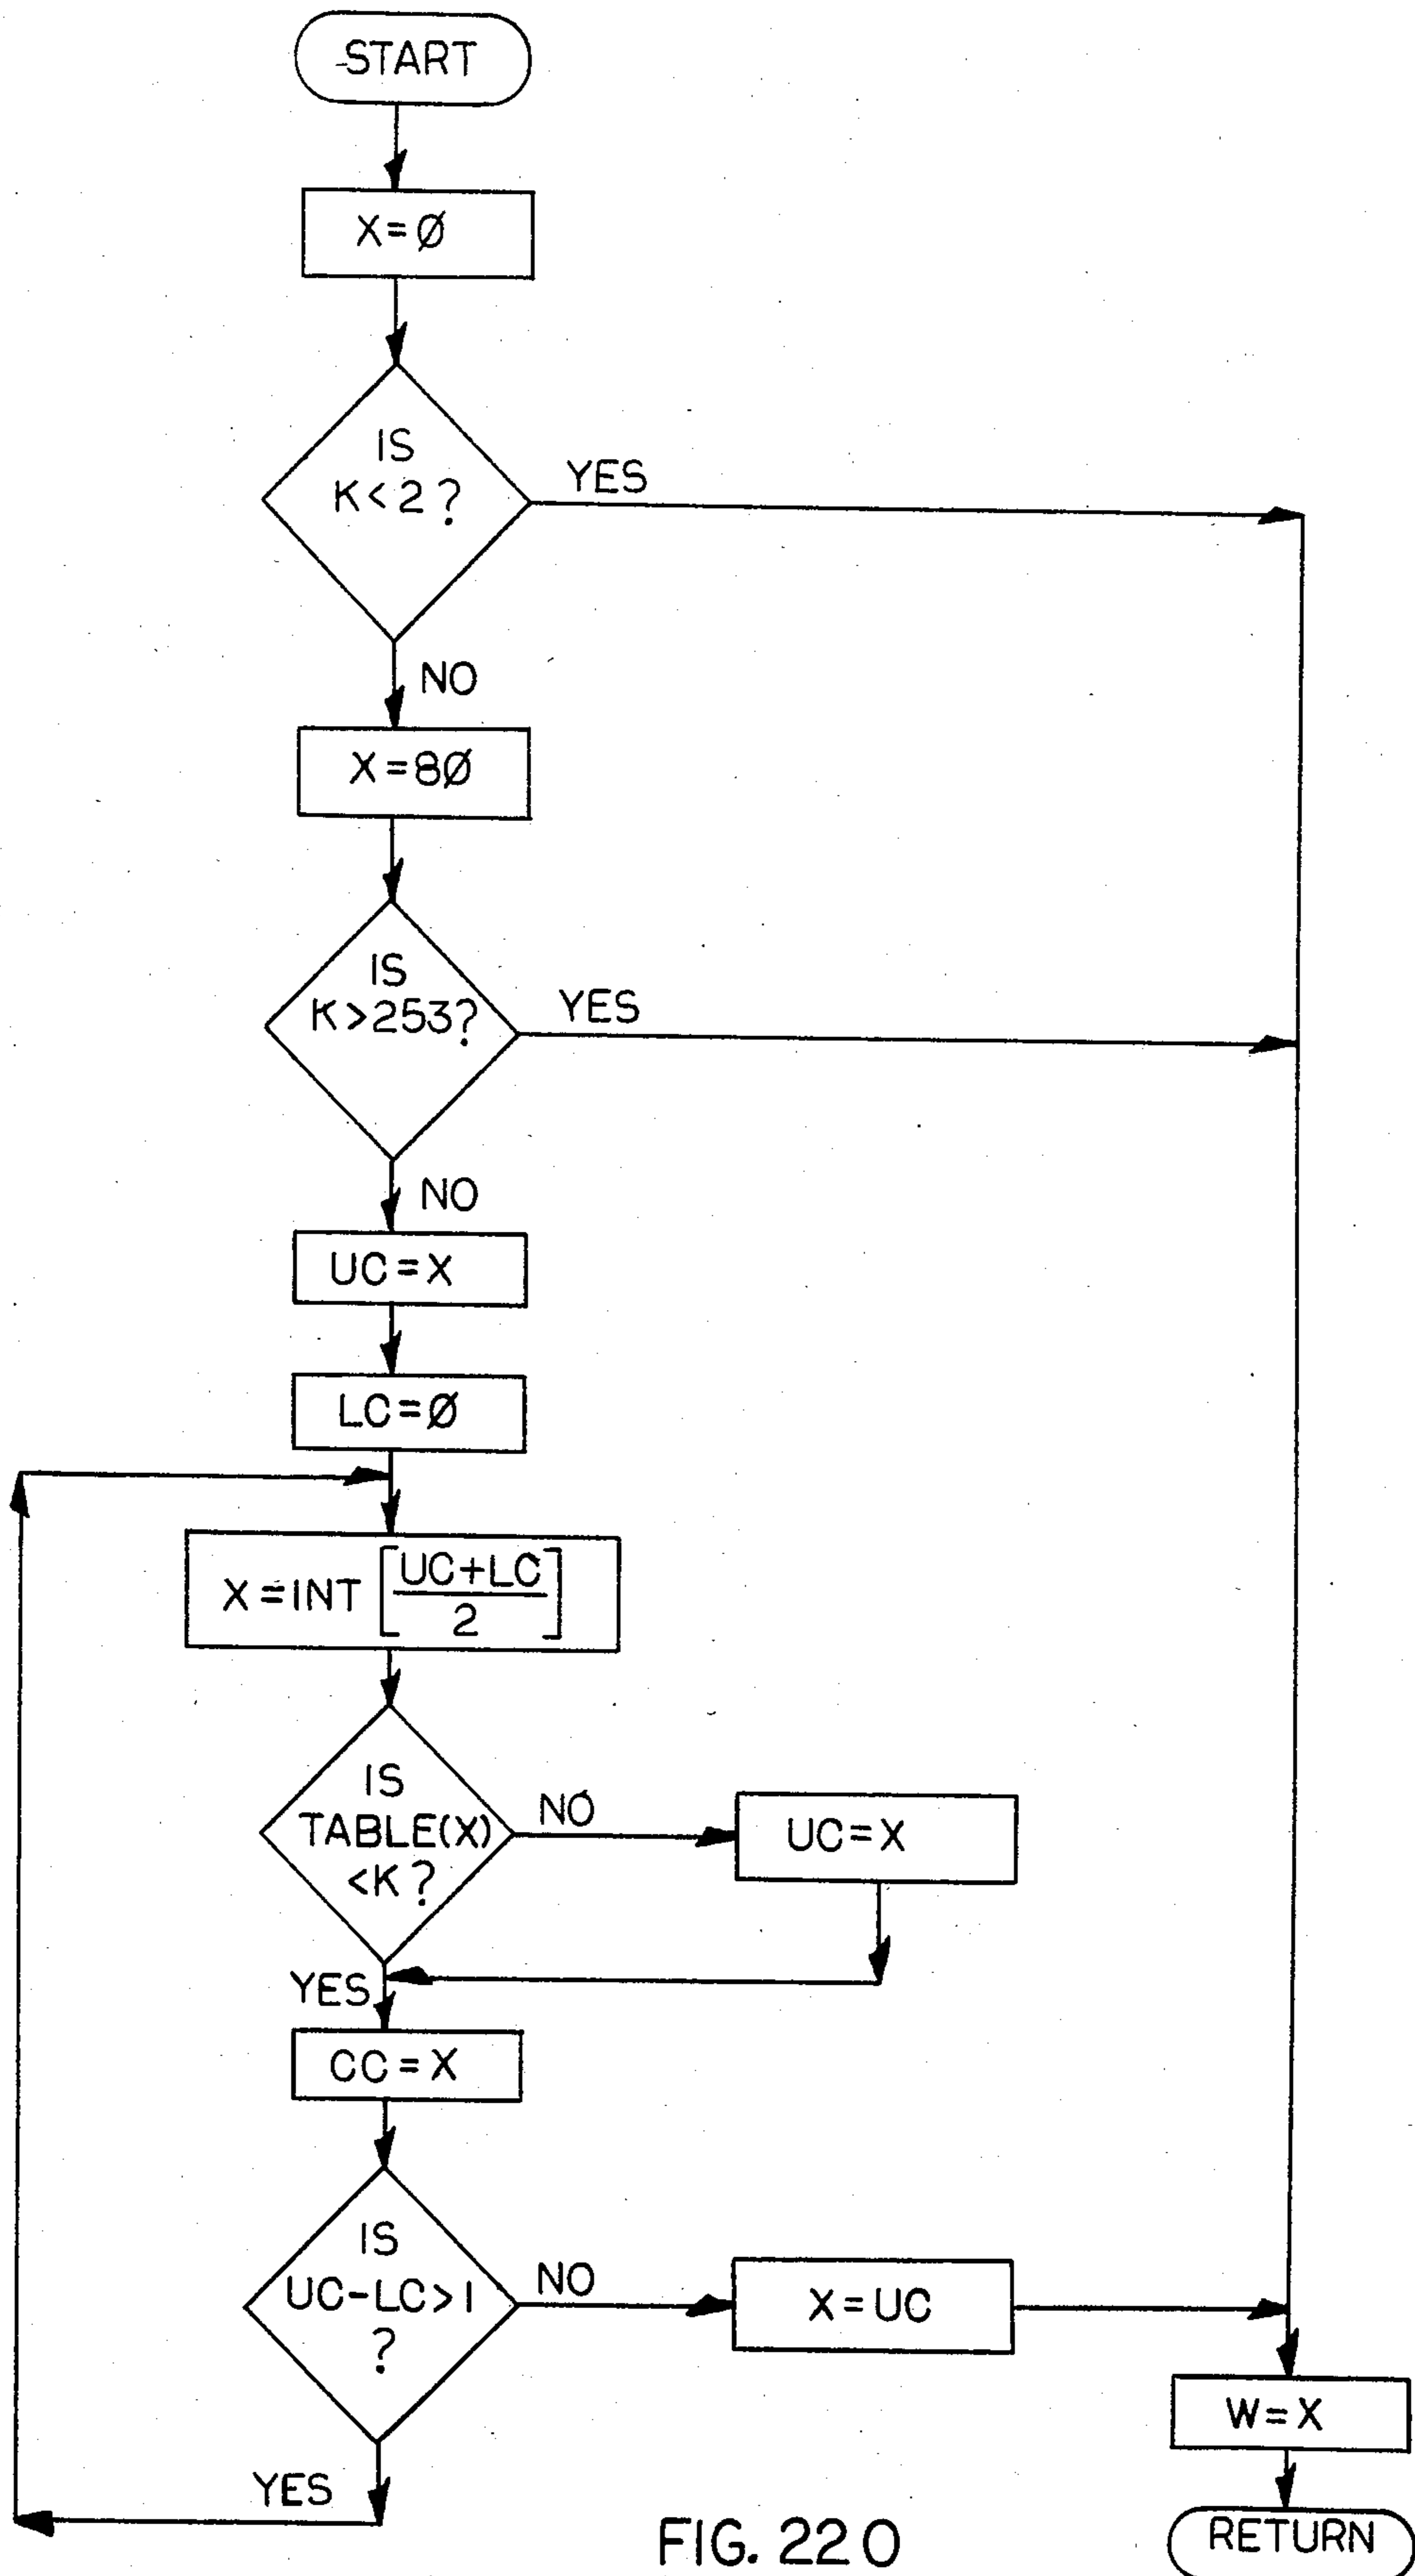 START
X=Ø
IS
K<2?
YES
NO
X=8Ø
IS
K>253?
YES
NO
UC=X
LC=Ø
X=INT [UC+LC
2]
IS
TABLE(X)
<K?
NO
UC=X
YES
CC=X
IS
UC-LC>1
?
NO
X=UC
W=X
YES
RETURN
FIG. 220